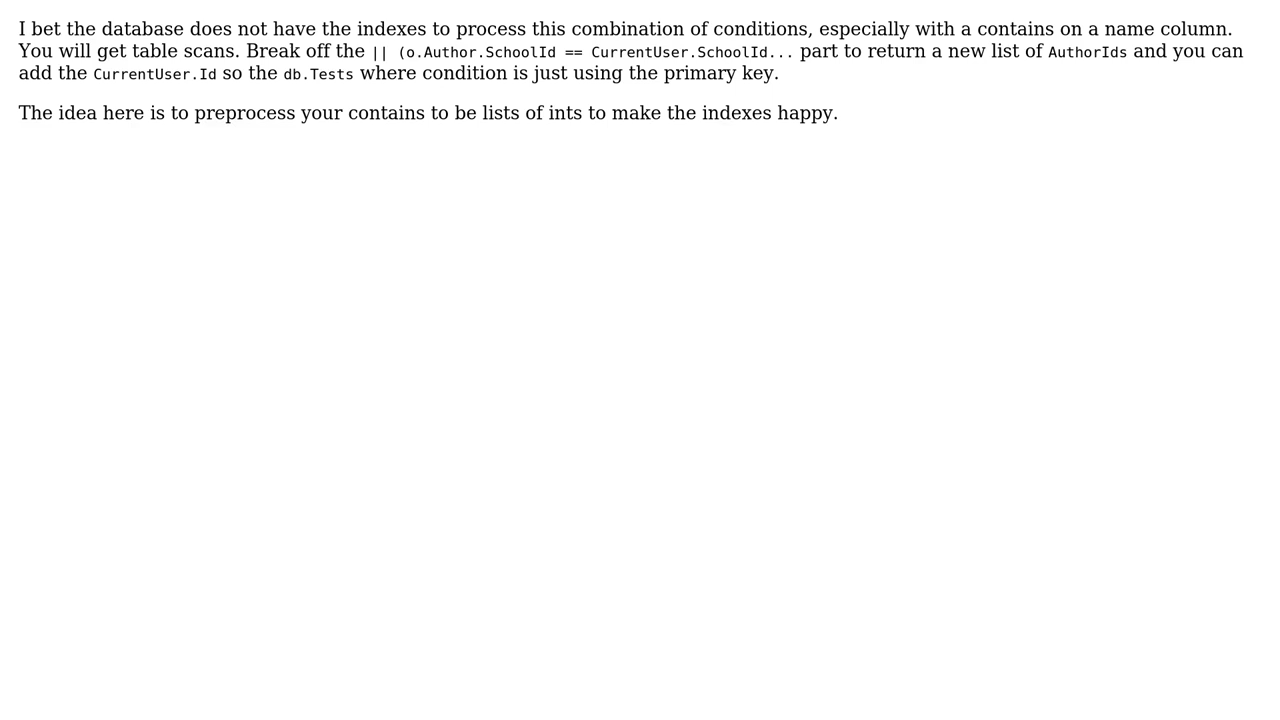 I bet the database does not have the indexes to process this combination of conditions, especially with a contains on a name column.
You will get table scans. Break off the || (o.Author.SchoolId == CurrentUser.SchoolId... part to return a new list of AuthorIds and you can
add the CurrentUser.Id so the db.Tests where condition is just using the primary key.
The idea here is to preprocess your contains to be lists of ints to make the indexes happy.